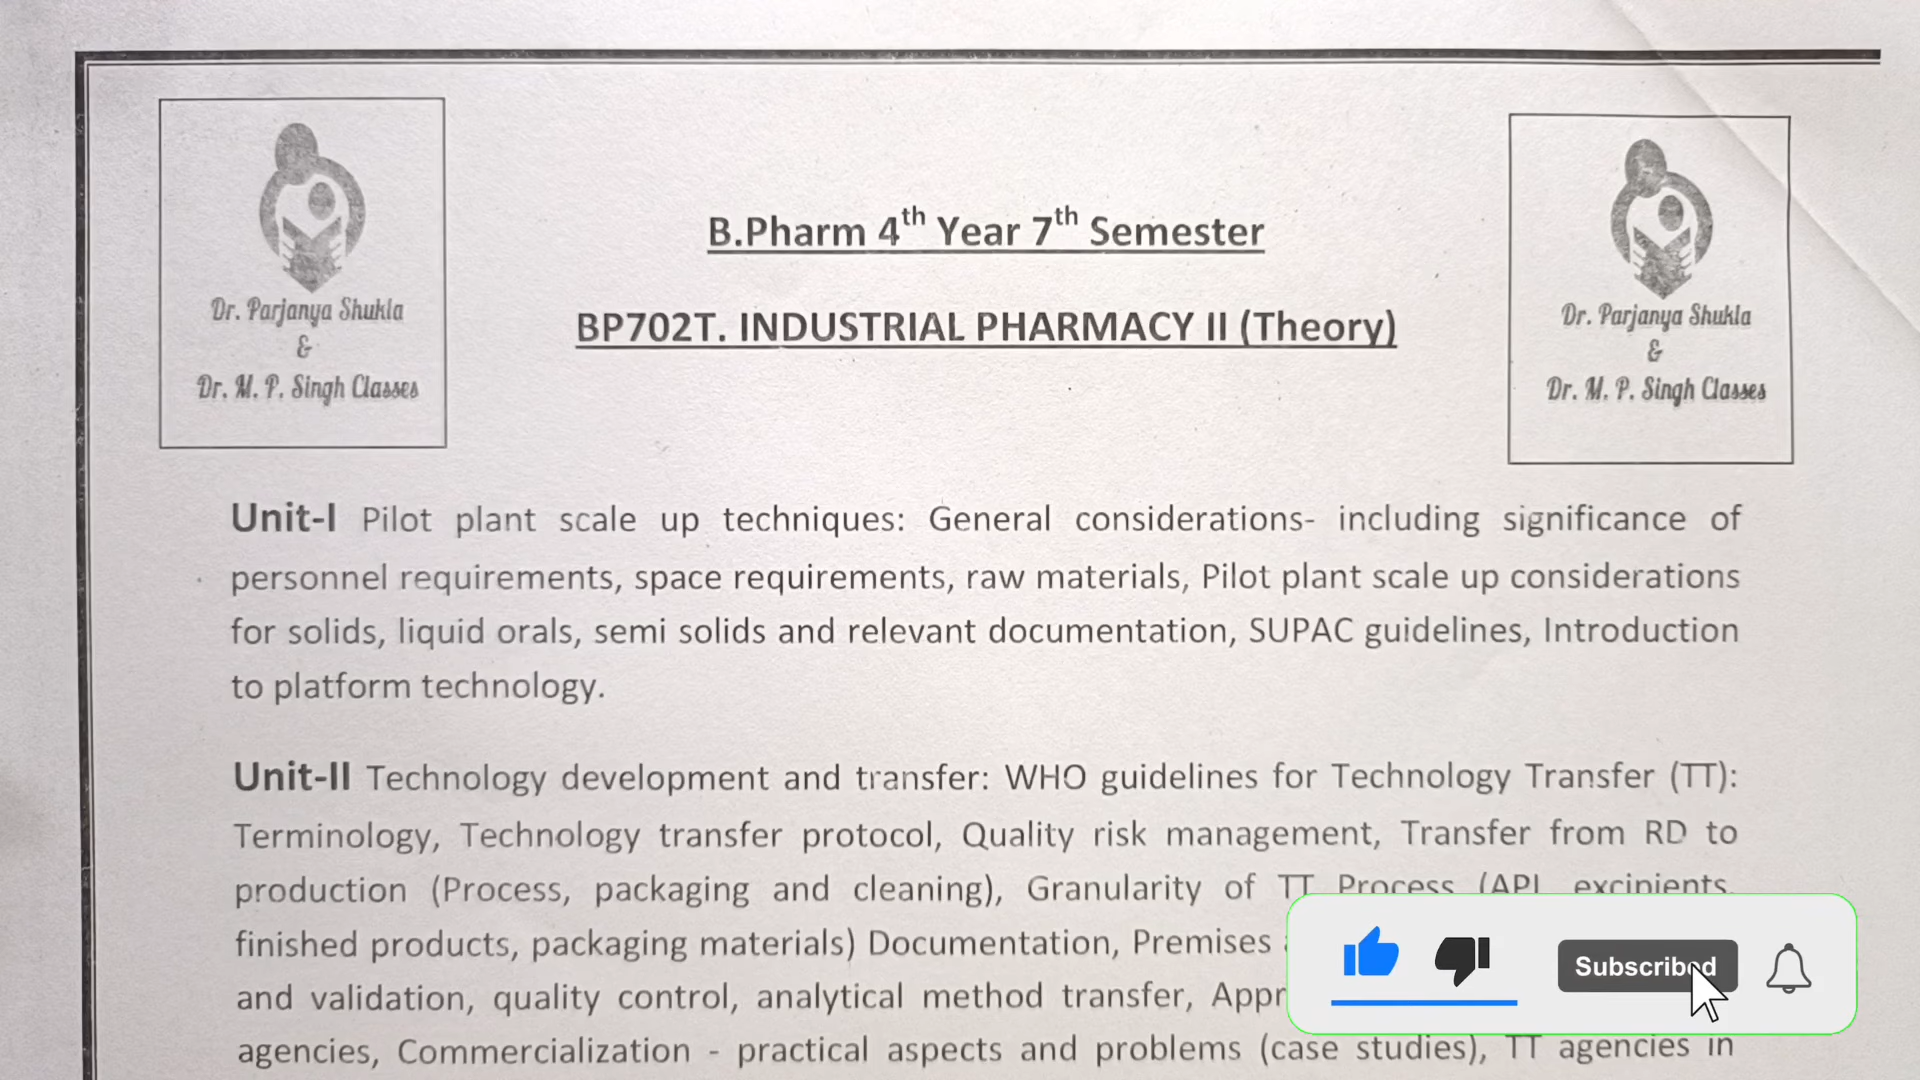 Dr. Parjanya Shukla
&
Dr. M. P. Singh Classes
B.Pharm 4th Year 7th Semester
BP702T. INDUSTRIAL PHARMACY II (Theory)
Dr. Parjanya Shukla
&
Dr. M. P. Singh Classes
Unit-I Pilot plant scale up techniques: General considerations- including significance of
personnel requirements, space requirements, raw materials, Pilot plant scale up considerations
for solids, liquid orals, semi solids and relevant documentation, SUPAC guidelines, Introduction
to platform technology.
Unit-II Technology development and transfer: WHO guidelines for Technology Transfer (TT):
Terminology, Technology transfer protocol, Quality risk management, Transfer from RD to
production (Process, packaging and cleaning), Granularity of TT Process (API, excipients,
finished products, packaging materials) Documentation, Premises
and validation, quality control, analytical method transfer,
agencies, Commercialization - practical aspects and problems (case studies), TT agencies in
Subscribed